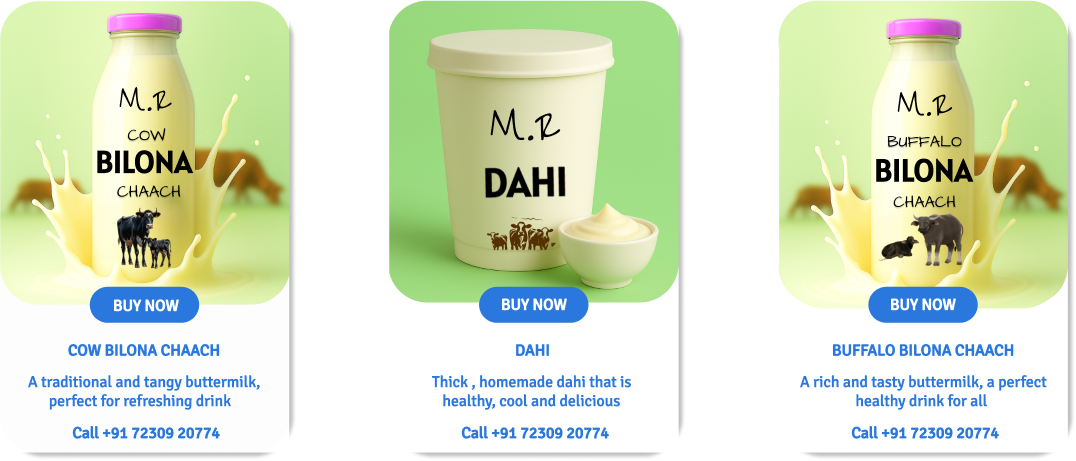 M.R
COW
BILONA
CHAACH
BUY NOW
COW BILONA CHAACH
A traditional and tangy buttermilk,
perfect for refreshing drink
Call +91 72309 20774
M.R
DAHI
BUY NOW
DAHI
Thick , homemade dahi that is
healthy, cool and delicious
Call +91 72309 20774
M.R
BUFFALO
BILONA
CHAACH
BUY NOW
BUFFALO BILONA CHAACH
A rich and tasty buttermilk, a perfect
healthy drink for all
Call +91 72309 20774